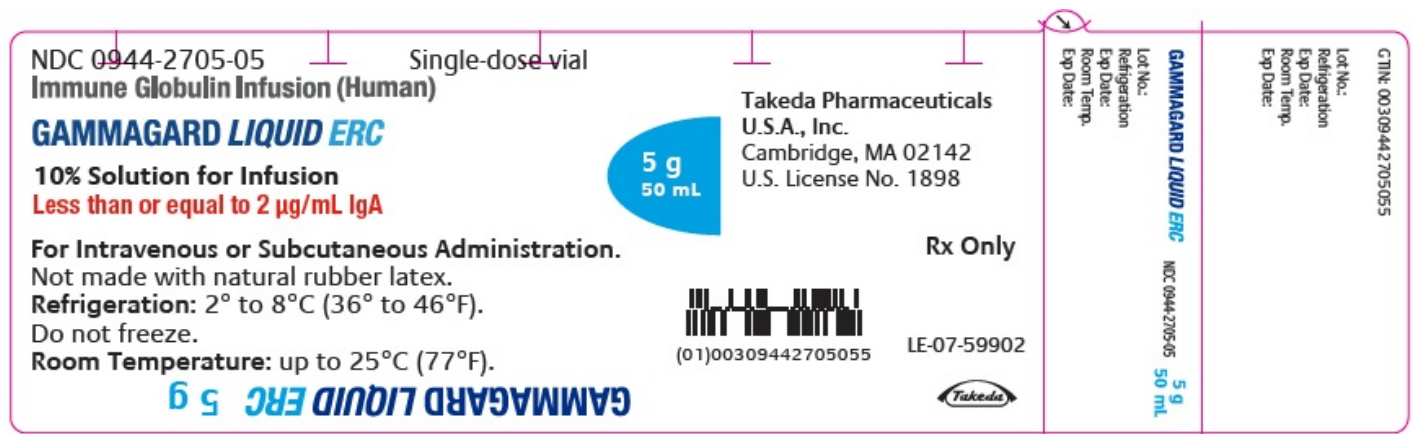 NDC 0944-2705-05 Single-dose vial
Immune Globulin Infusion (Human)
GAMMAGARD LIQUID ERC
10% Solution for Infusion
Less than or equal to 2 µg/mL IgA
For Intravenous or Subcutaneous Administration.
Not made with natural rubber latex.
Refrigeration: 2° to 8°C (36° to 46°F).
Do not freeze.
Room Temperature: up to 25°C (77°F).
GAMMAGARD LIQUID ERC 5 g
5 g
50 mL
Takeda Pharmaceuticals
U.S.A., Inc.
Cambridge, MA 02142
U.S. License No. 1898
Rx Only
(01)00309442705055
LE-07-59902
Takeda
Lot No.:
Refrigeration
Exp Date:
Room Temp.
Exp Date:
GAMMAGARD LIQUID ERC NDC 0944-2705-05 5 g
50 mL
Lot No.:
Refrigeration
Exp Date:
Room Temp.
Exp Date:
GTIN: 00309442705055